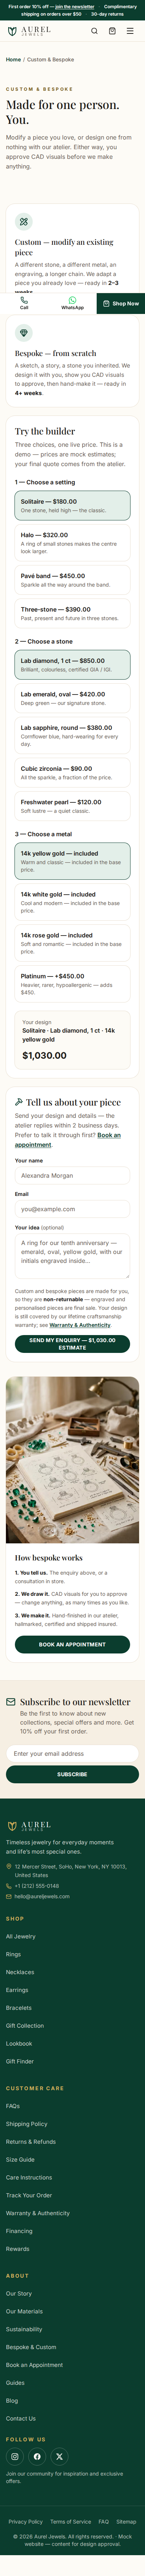 First order 10% off — join the newsletter · Complimentary
shipping on orders over $50 · 30-day returns
AUREL
JEWELS
Home / Custom & Bespoke
CUSTOM & BESPOKE
Made for one person.
You.
Modify a piece you love, or design one from
nothing with our atelier. Either way, you
approve CAD visuals before we make
anything.
Custom — modify an existing
piece
A different stone, a different metal, an
engraving, a longer chain. We adapt a
piece you already love — ready in 2–3
weeks.
Call
WhatsApp
Shop Now
Bespoke — from scratch
A sketch, a story, a stone you inherited. We
design it with you, show you CAD visuals
to approve, then hand-make it — ready in
4+ weeks.
Try the builder
Three choices, one live price. This is a
demo — prices are mock estimates;
your final quote comes from the atelier.
1 — Choose a setting
Solitaire — $180.00
One stone, held high — the classic.
Halo — $320.00
A ring of small stones makes the centre
look larger.
Pavé band — $450.00
Sparkle all the way around the band.
Three-stone — $390.00
Past, present and future in three stones.
2 — Choose a stone
Lab diamond, 1 ct — $850.00
Brilliant, colourless, certified GIA / IGI.
Lab emerald, oval — $420.00
Deep green — our signature stone.
Lab sapphire, round — $380.00
Cornflower blue, hard-wearing for every
day.
Cubic zirconia — $90.00
All the sparkle, a fraction of the price.
Freshwater pearl — $120.00
Soft lustre — a quiet classic.
3 — Choose a metal
14k yellow gold — included
Warm and classic — included in the base
price.
14k white gold — included
Cool and modern — included in the base
price.
14k rose gold — included
Soft and romantic — included in the base
price.
Platinum — +$450.00
Heavier, rarer, hypoallergenic — adds
$450.
Your design
Solitaire · Lab diamond, 1 ct · 14k
yellow gold
$1,030.00
Tell us about your piece
Send your design and details — the
atelier replies within 2 business days.
Prefer to talk it through first? Book an
appointment.
Your name
Alexandra Morgan
Email
you@example.com
Your idea (optional)
A ring for our tenth anniversary —
emerald, oval, yellow gold, with our
initials engraved inside...
Custom and bespoke pieces are made for you,
so they are non-returnable — engraved and
personalised pieces are final sale. Your design
is still covered by our lifetime craftsmanship
warranty; see Warranty & Authenticity.
SEND MY ENQUIRY — $1,030.00
ESTIMATE
How bespoke works
1. You tell us. The enquiry above, or a
consultation in store.
2. We draw it. CAD visuals for you to approve
— changing anything, as many times as you like.
3. We make it. Hand-finished in our atelier,
hallmarked, certified and shipped insured.
BOOK AN APPOINTMENT
Subscribe to our newsletter
Be the first to know about new
collections, special offers and more. Get
10% off your first order.
Enter your email address
SUBSCRIBE
AUREL
JEWELS
Timeless jewelry for everyday moments
and life's most special ones.
12 Mercer Street, SoHo, New York, NY 10013,
United States
+1 (212) 555-0148
hello@aureljewels.com
SHOP
All Jewelry
Rings
Necklaces
Earrings
Bracelets
Gift Collection
Lookbook
Gift Finder
CUSTOMER CARE
FAQs
Shipping Policy
Returns & Refunds
Size Guide
Care Instructions
Track Your Order
Warranty & Authenticity
Financing
Rewards
ABOUT
Our Story
Our Materials
Sustainability
Bespoke & Custom
Book an Appointment
Guides
Blog
Contact Us
FOLLOW US
Join our community for inspiration and exclusive
offers.
Privacy Policy Terms of Service FAQ Sitemap
© 2026 Aurel Jewels. All rights reserved. · Mock
website — content for design approval.